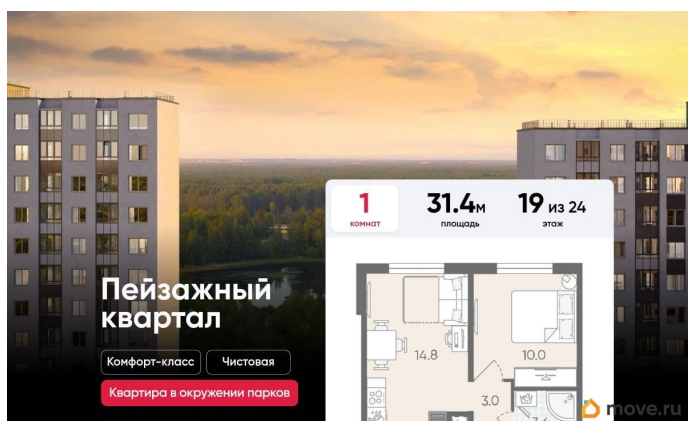 1
комнат
31.4м
площадь
19 из 24
этаж
Пейзажный
квартал
Комфорт-класс
Чистовая
Квартира в окружении парков
14.8
10.0
3.0
move.ru